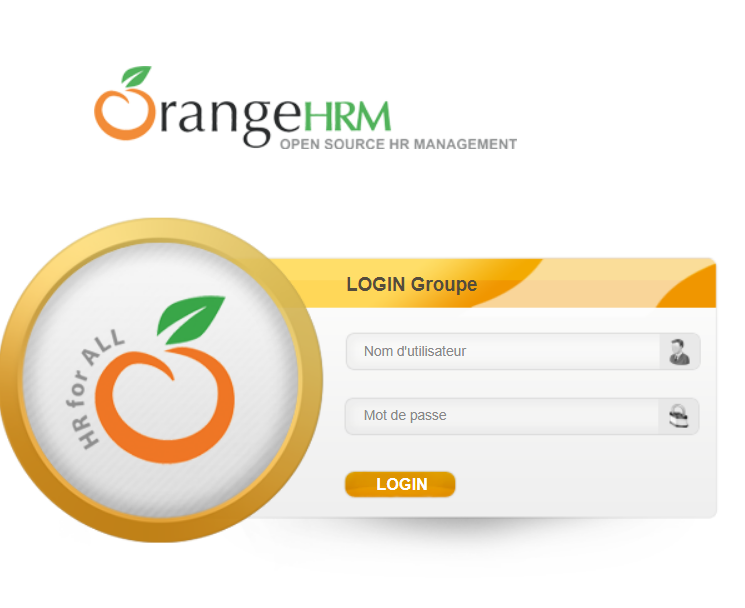 OrangeHRM
OPEN SOURCE HR MANAGEMENT
LOGIN Groupe
HR for ALL
Nom d'utilisateur
Mot de passe
LOGIN